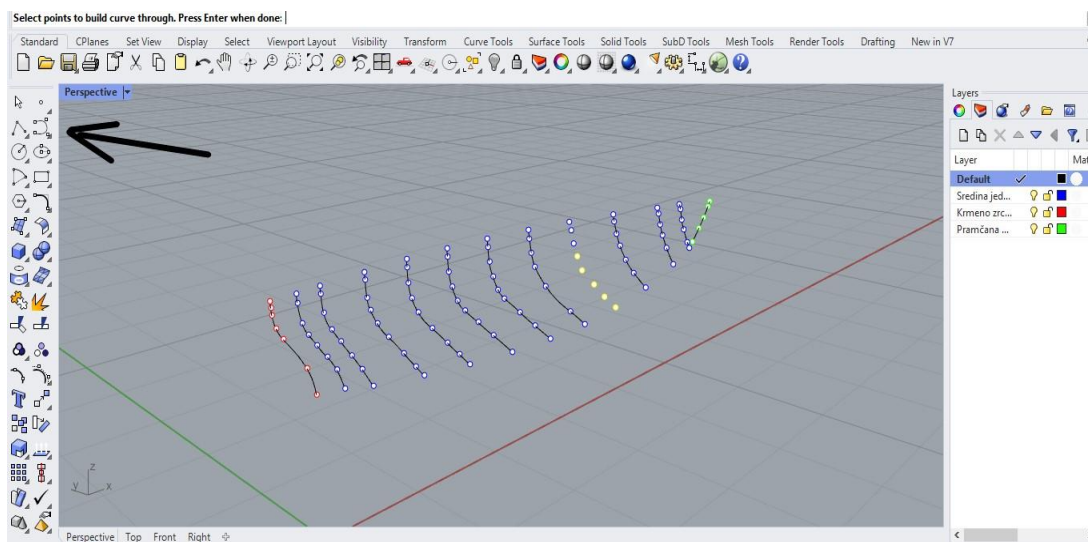 Select points to build curve through. Press Enter when done:
Standard CPlanes Set View Display Select Viewport Layout Visibility Transform Curve Tools Surface Tools Solid Tools SubD Tools Mesh Tools Render Tools Drafting New in V7
Perspective
Layers
Layer Mat
Default
Sredina jed...
Krmeno zrc...
Pramčana ...
z
y x
Perspective Top Front Right